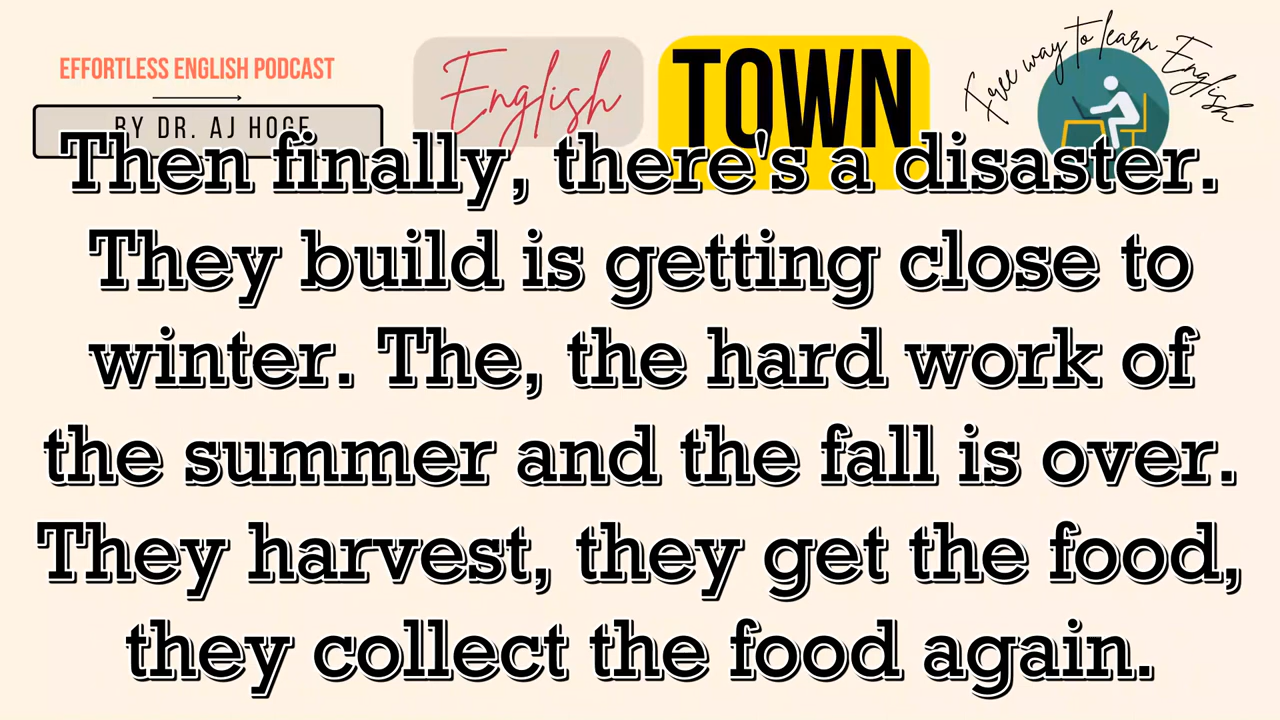 EFFORTLESS ENGLISH PODCAST
BY DR. AJ HOGE
English
TOWN
Free way to learn English
Then finally, there's a disaster.
They build is getting close to
winter. The, the hard work of
the summer and the fall is over.
They harvest, they get the food,
they collect the food again.